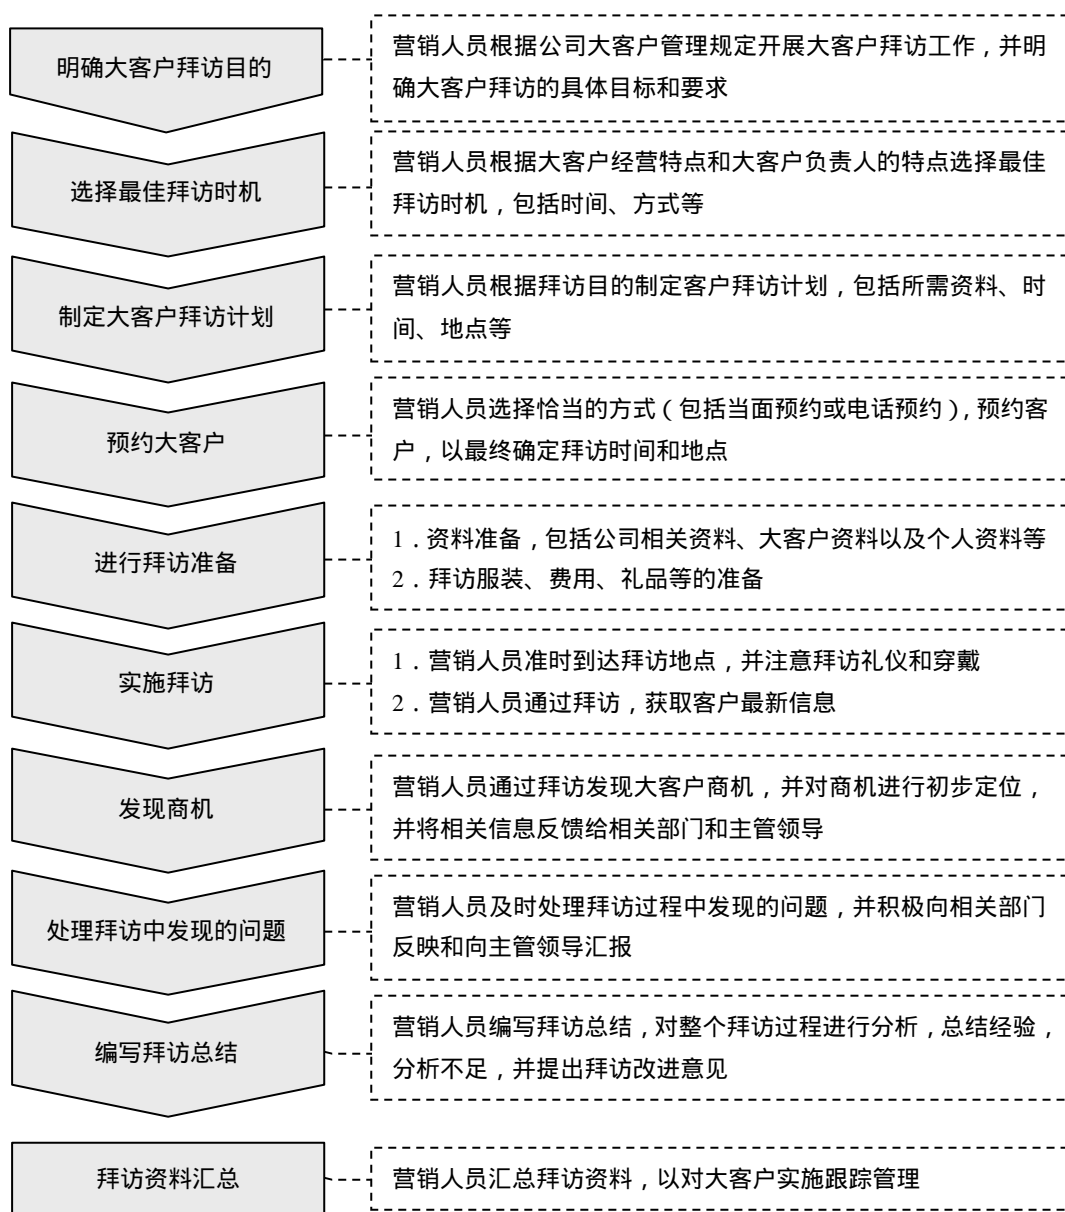 明确大客户拜访目的
营销人员根据公司大客户管理规定开展大客户拜访工作，并明
确大客户拜访的具体目标和要求
选择最佳拜访时机
营销人员根据大客户经营特点和大客户负责人的特点选择最佳
拜访时机，包括时间、方式等
制定大客户拜访计划
营销人员根据拜访目的制定客户拜访计划，包括所需资料、时
间、地点等
预约大客户
营销人员选择恰当的方式（包括当面预约或电话预约），预约客
户，以最终确定拜访时间和地点
进行拜访准备
1．资料准备，包括公司相关资料、大客户资料以及个人资料等
2．拜访服装、费用、礼品等的准备
实施拜访
1．营销人员准时到达拜访地点，并注意拜访礼仪和穿戴
2．营销人员通过拜访，获取客户最新信息
发现商机
营销人员通过拜访发现大客户商机，并对商机进行初步定位，
并将相关信息反馈给相关部门和主管领导
处理拜访中发现的问题
营销人员及时处理拜访过程中发现的问题，并积极向相关部门
反映和向主管领导汇报
编写拜访总结
营销人员编写拜访总结，对整个拜访过程进行分析，总结经验，
分析不足，并提出拜访改进意见
拜访资料汇总
营销人员汇总拜访资料，以对大客户实施跟踪管理